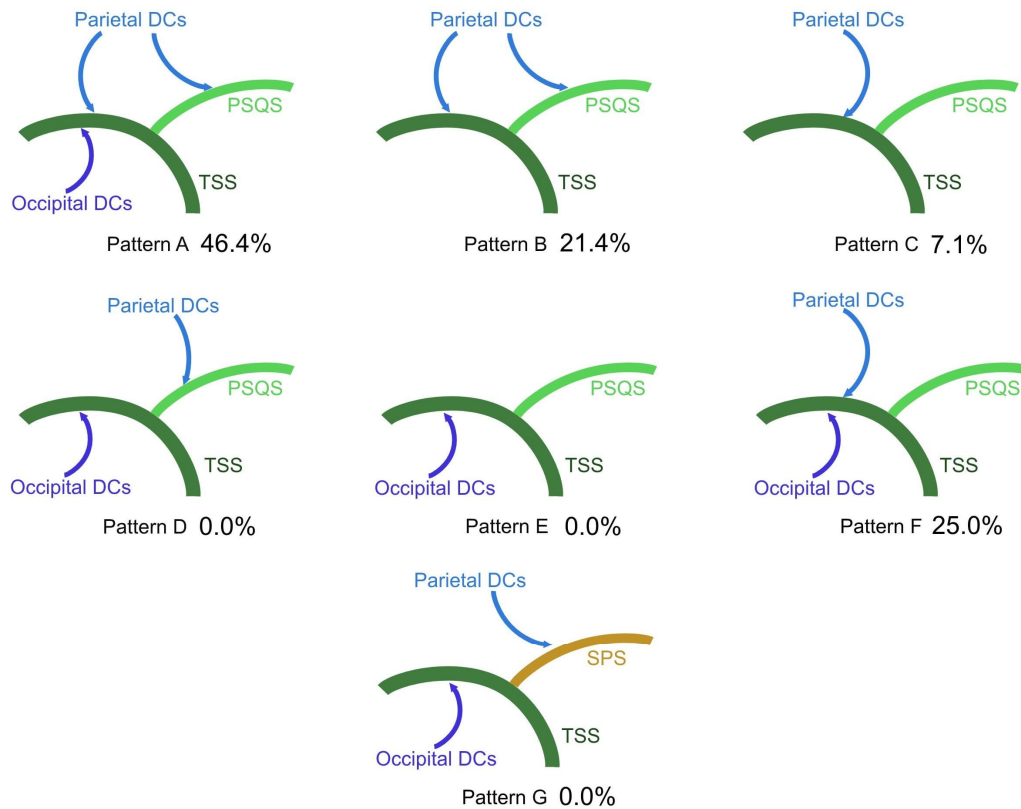 Parietal DCs
PSQS
TSS
Occipital DCs
Pattern A 46.4%
Parietal DCs
PSQS
TSS
Pattern B 21.4%
Parietal DCs
PSQS
TSS
Pattern C 7.1%
Parietal DCs
PSQS
TSS
Occipital DCs
Pattern D 0.0%
PSQS
TSS
Occipital DCs
Pattern E 0.0%
Parietal DCs
PSQS
TSS
Occipital DCs
Pattern F 25.0%
Parietal DCs
SPS
TSS
Occipital DCs
Pattern G 0.0%